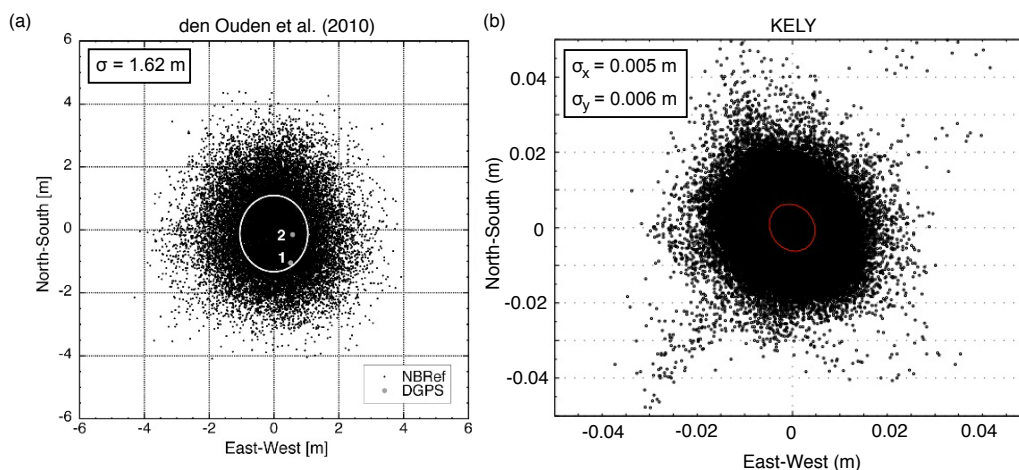 (a)
den Ouden et al. (2010)
σ = 1.62 m
6
4
2
0
-2
-4
-6
North-South [m]
2
1
NBRef
DGPS
-6 -4 -2 0 2 4 6
East-West [m]
(b)
KELY
σx = 0.005 m
σy = 0.006 m
0.04
0.02
0
-0.02
-0.04
North-South (m)
-0.04 -0.02 0 0.02 0.04
East-West (m)